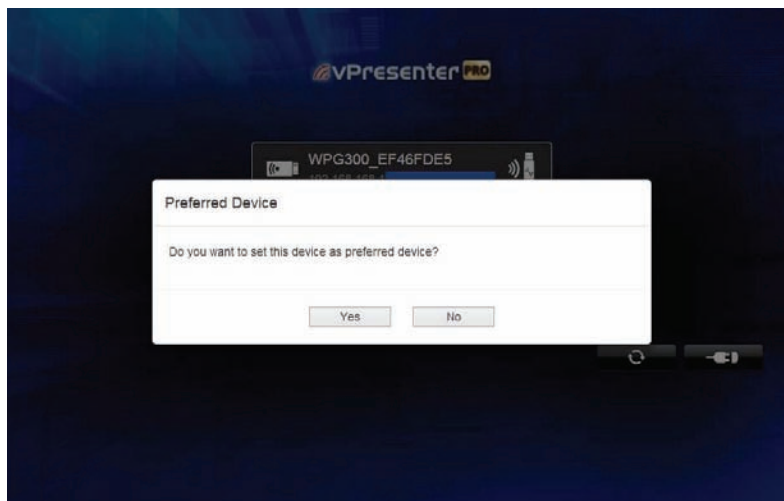 vPresenter PRO
WPG300_EF46FDE5
Preferred Device
Do you want to set this device as preferred device?
Yes
No